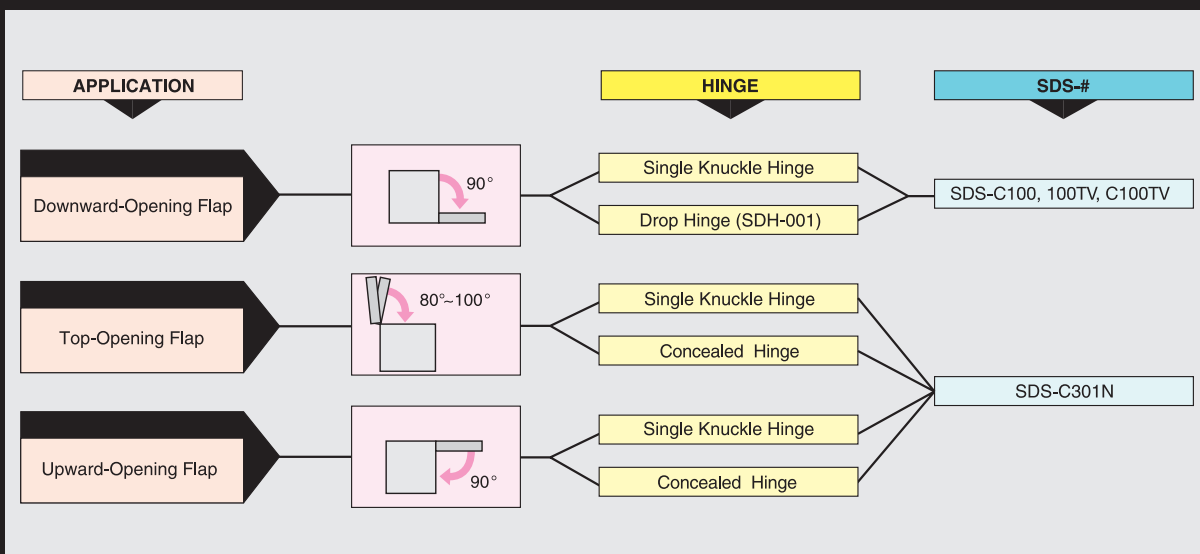 APPLICATION
HINGE
SDS-#
Downward-Opening Flap
90°
Single Knuckle Hinge
Drop Hinge (SDH-001)
SDS-C100, 100TV, C100TV
Top-Opening Flap
80°~100°
Single Knuckle Hinge
Concealed Hinge
SDS-C301N
Upward-Opening Flap
90°
Single Knuckle Hinge
Concealed Hinge